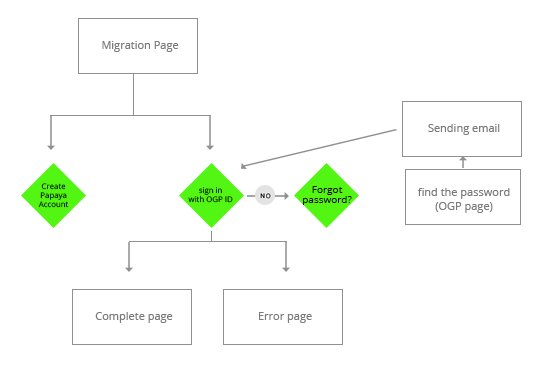 Migration Page
Sending email
Create
Papaya
Account
sign in
with OGP ID
NO
Forgot
password?
find the password
(OGP page)
Complete page
Error page